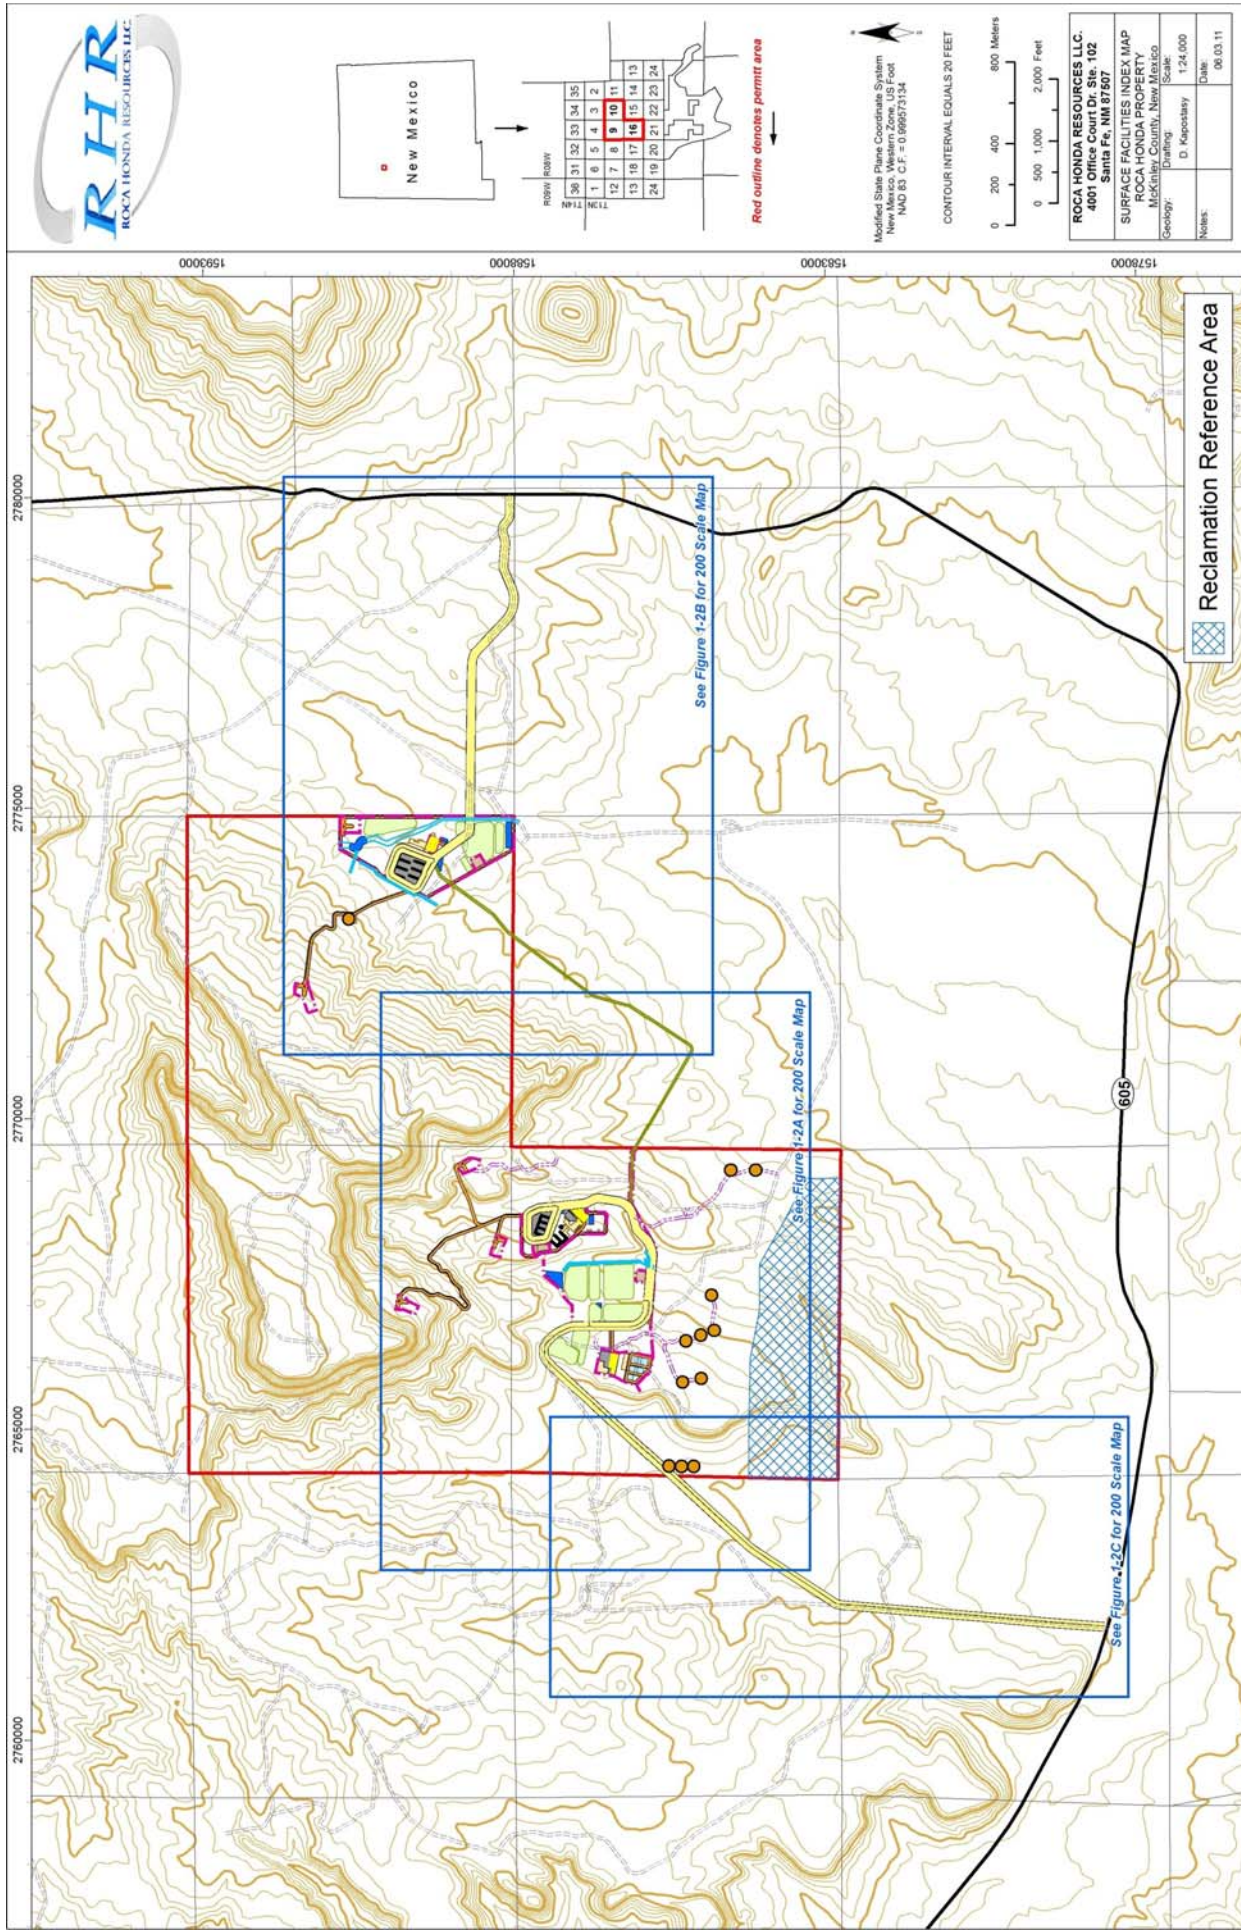 R H R
ROCA HONDA RESOURCES LLC.
New Mexico
R09W R08W
T14N
T13N
36 31 32 33 34 35
1 6 5 4 3 2
12 7 8 9 10 11
13 18 17 16 15 14 13
24 19 20 21 22 23 24
Red outline denotes permitt area
Modified State Plane Coordinate System
New Mexico, Western Zone, US Foot
NAD 83 C.F. = 0.999573134
CONTOUR INTERVAL EQUALS 20 FEET
0 200 400 800 Meters
0 500 1,000 2,000 Feet
ROCA HONDA RESOURCES LLC.
4001 Office Court Dr. Ste. 102
Santa Fe, NM 87507
SURFACE FACILITIES INDEX MAP
ROCA HONDA PROPERTY
McKinley County, New Mexico
Geology:
Drafting:
D. Kapostasy
Scale:
1:24,000
Notes:
Date:
06.03.11
2760000
2765000
2770000
2775000
2780000
1593000
1588000
1583000
1578000
See Figure 1-2B for 200 Scale Map
See Figure 1-2A for 200 Scale Map
See Figure 1-2C for 200 Scale Map
605
Reclamation Reference Area